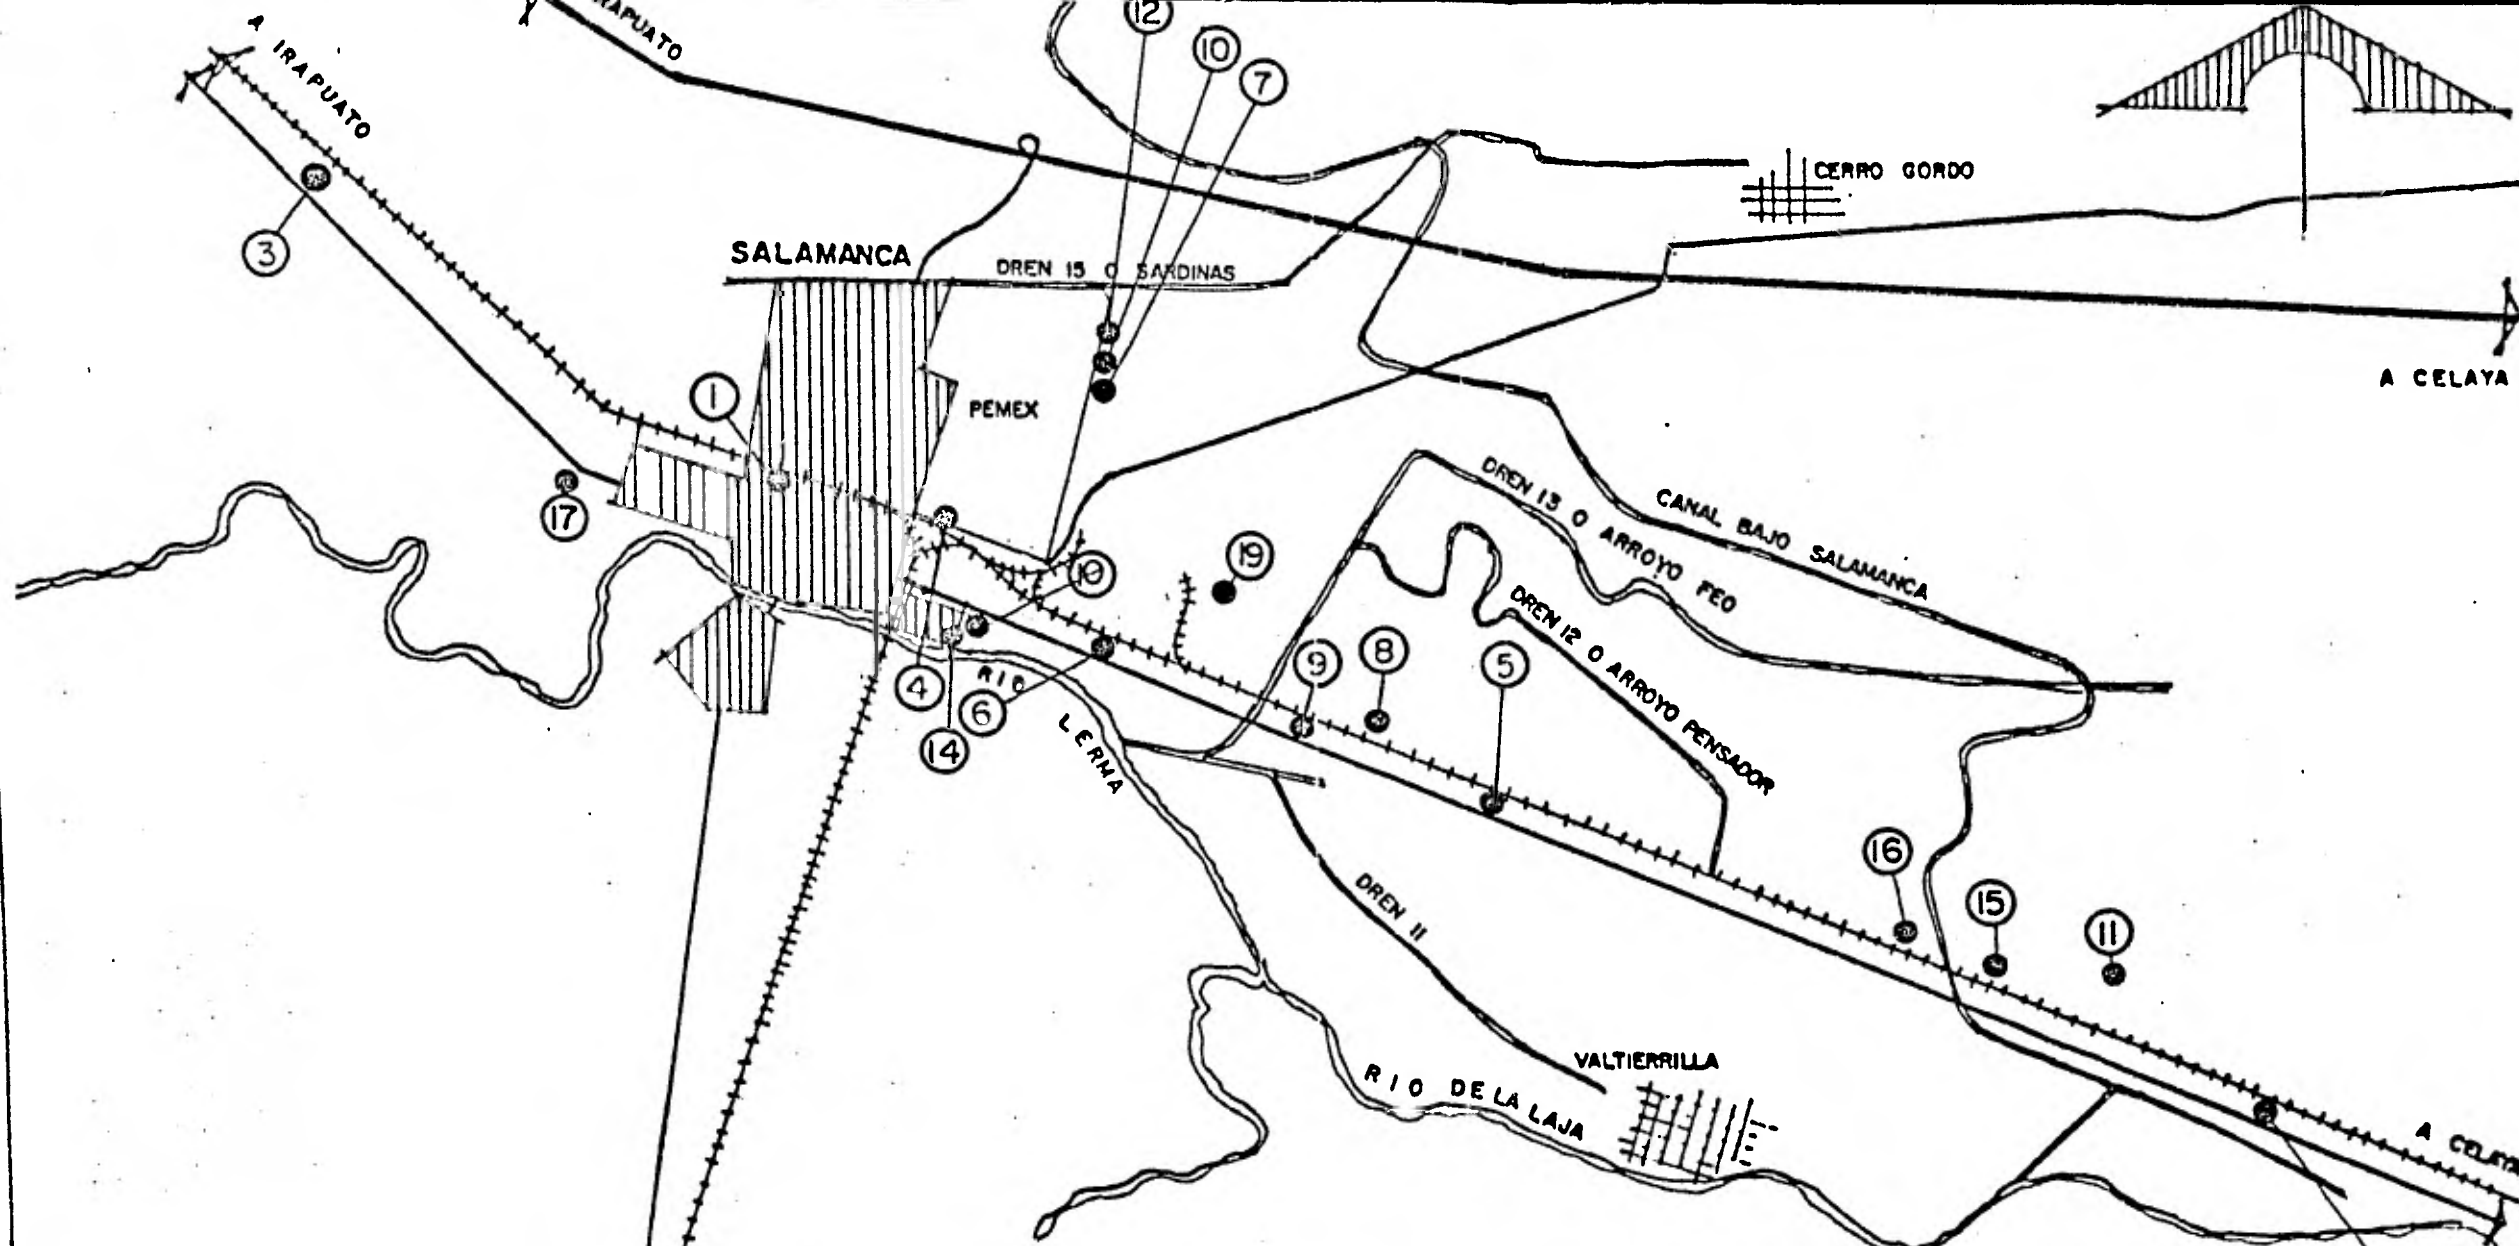 A IRAPUATO
IRAPUATO
12
10
7
CERRO GORDO
3
SALAMANCA
DREN 15 O SARDINAS
A CELAYA
1
PEMEX
17
DREN 13 O ARROYO FEO
CANAL BAJO SALAMANCA
19
10
DREN 12 O ARROYO PENSADOR
9
8
5
4
RIO LERMA
6
14
16
15
11
DREN 11
VALTIERRILLA
RIO DE LA LAJA
A CELAYA